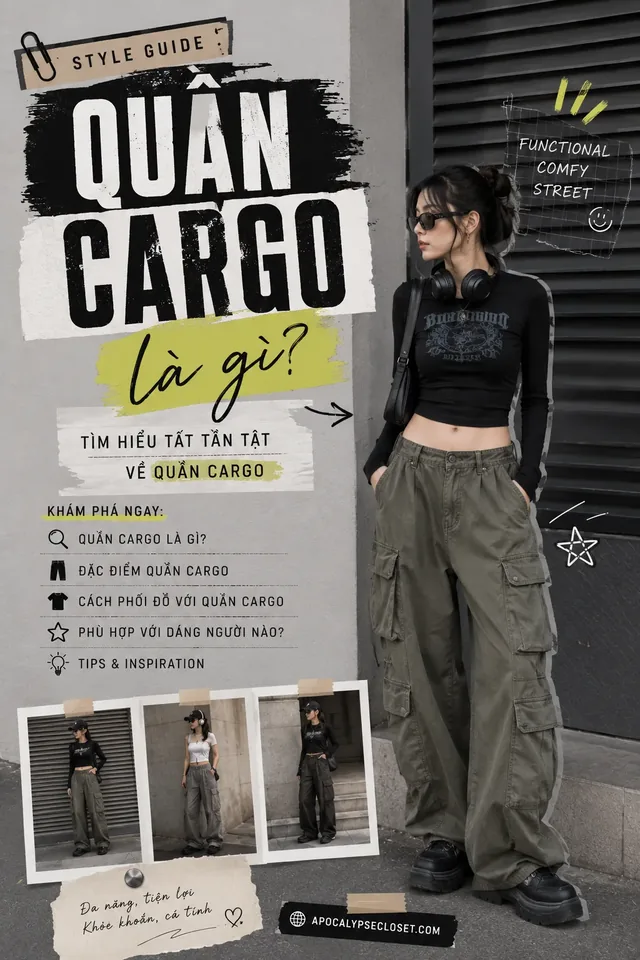 STYLE GUIDE
QUẦN
CARGO
là gì?
TÌM HIỂU TẤT TẦN TẬT
VỀ QUẦN CARGO
KHÁM PHÁ NGAY:
QUẦN CARGO LÀ GÌ?
ĐẶC ĐIỂM QUẦN CARGO
CÁCH PHỐI ĐỒ VỚI QUẦN CARGO
PHÙ HỢP VỚI DÁNG NGƯỜI NÀO?
TIPS & INSPIRATION
FUNCTIONAL
COMFY
STREET
Đa năng, tiện lợi
Khỏe khoắn, cá tính
APOCALYPSECLOSET.COM